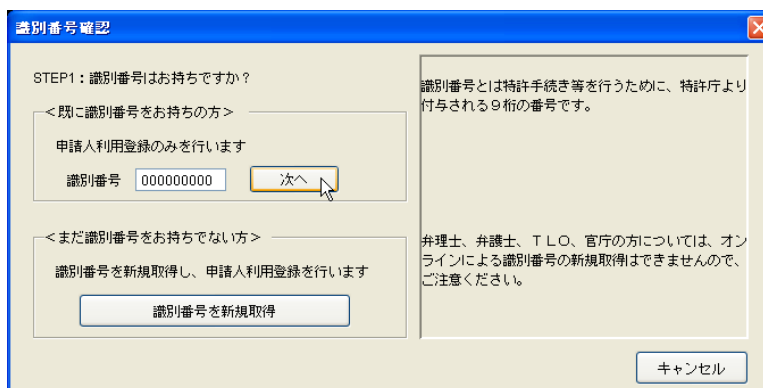 識別番号確認
STEP1：識別番号はお持ちですか？
＜既に識別番号をお持ちの方＞
申請人利用登録のみを行います
識別番号 000000000 次へ
＜まだ識別番号をお持ちでない方＞
識別番号を新規取得し、申請人利用登録を行います
識別番号を新規取得
識別番号とは特許手続き等を行うために、特許庁より
付与される９桁の番号です。
弁理士、弁護士、ＴＬＯ、官庁の方については、オン
ラインによる識別番号の新規取得はできませんので、
ご注意ください。
キャンセル